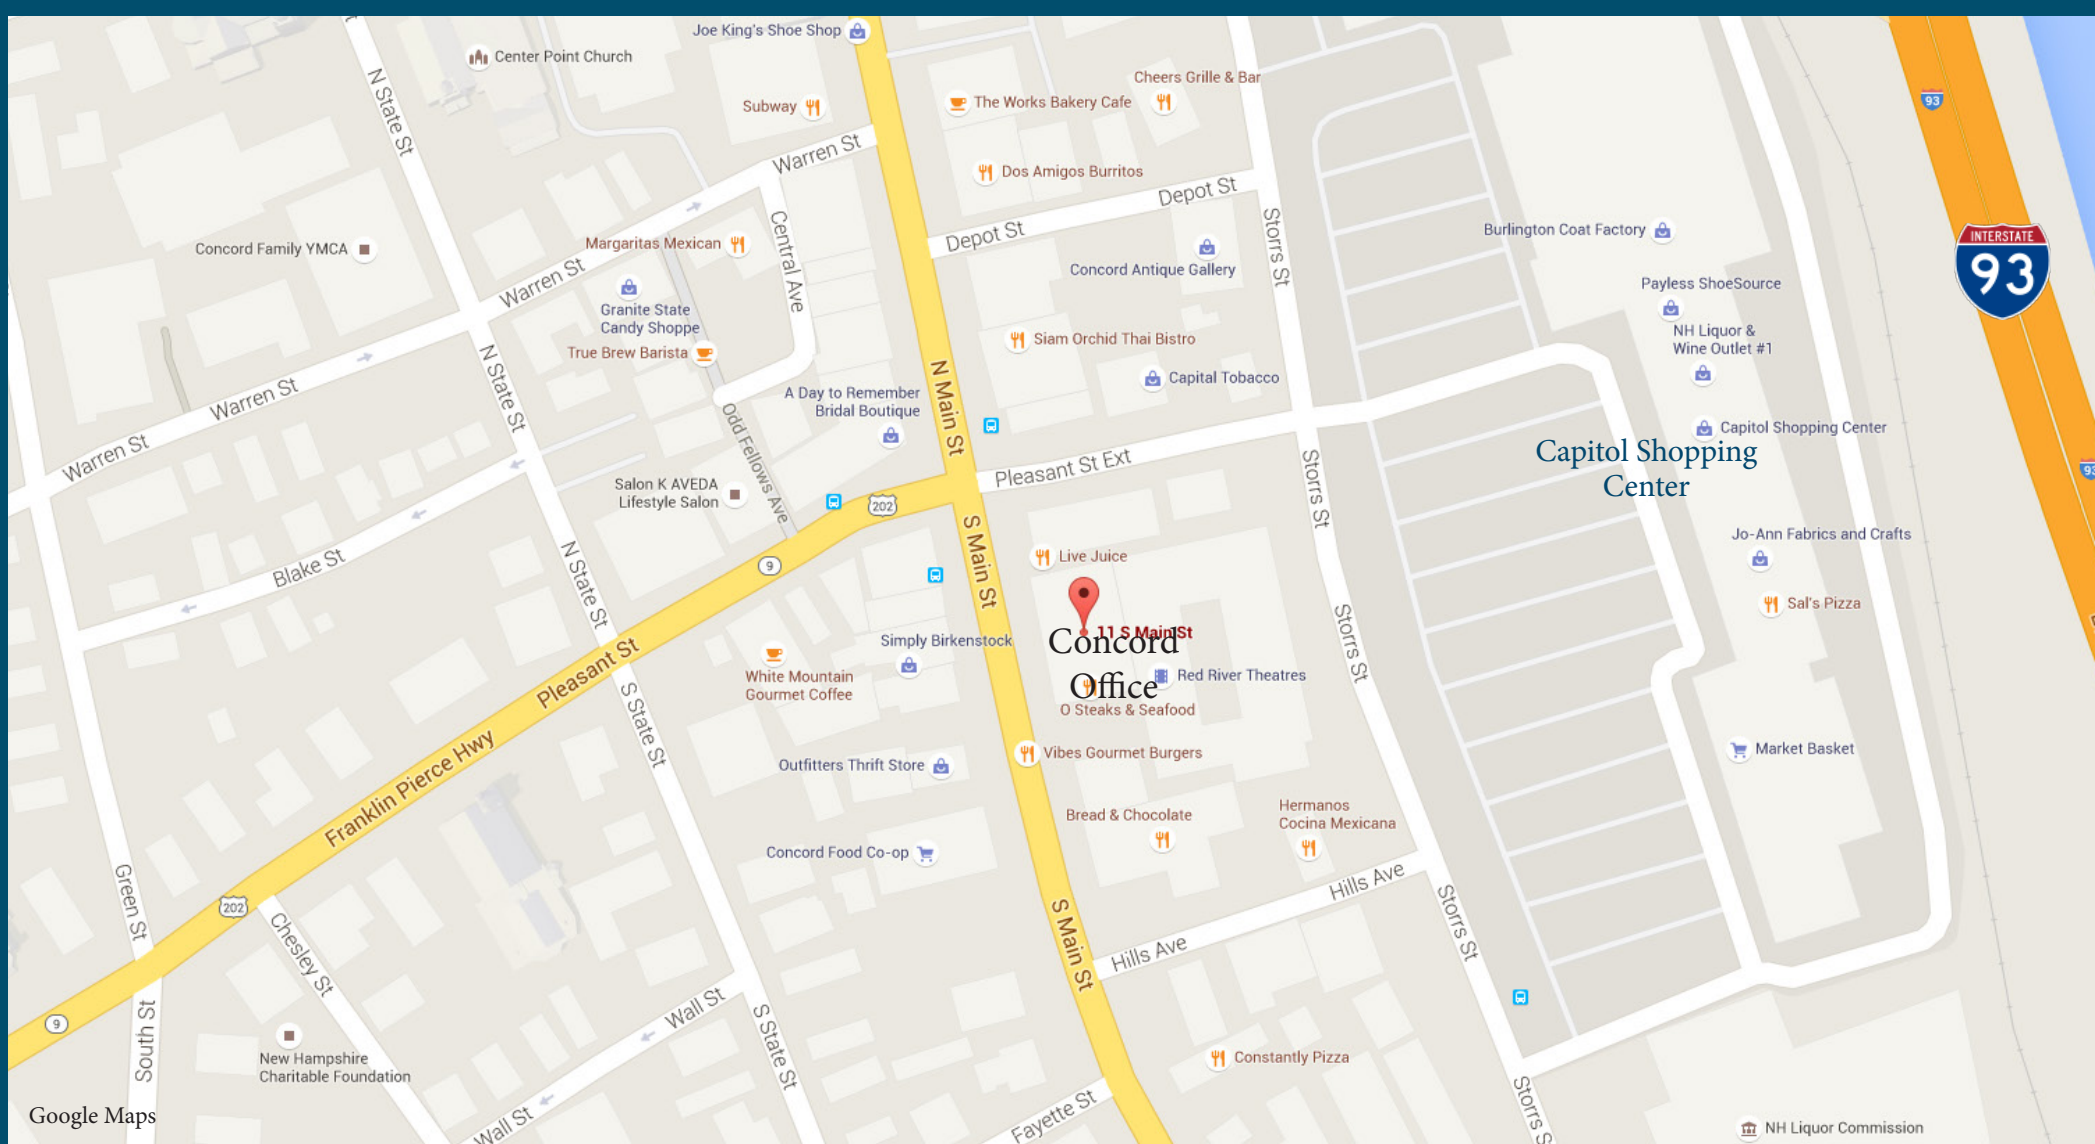 Joe King's Shoe Shop
Center Point Church
N State St
Subway
The Works Bakery Cafe
Cheers Grille & Bar
93
Warren St
Dos Amigos Burritos
Depot St
Depot St
Storrs St
Central Ave
Concord Family YMCA
Margaritas Mexican
Warren St
Granite State
Candy Shoppe
True Brew Barista
Concord Antique Gallery
Burlington Coat Factory
INTERSTATE
93
Payless ShoeSource
NH Liquor &
Wine Outlet #1
Siam Orchid Thai Bistro
Capital Tobacco
N State St
N Main St
A Day to Remember
Bridal Boutique
Warren St
Warren St
Odd Fellows Ave
Capitol Shopping Center
Capitol Shopping
Center
93
Pleasant St Ext
Storrs St
Salon K AVEDA
Lifestyle Salon
202
S Main St
Blake St
N State St
9
Live Juice
Jo-Ann Fabrics and Crafts
Sal's Pizza
11 S Main St
Concord
Office
Simply Birkenstock
Storrs St
Pleasant St
White Mountain
Gourmet Coffee
Red River Theatres
O Steaks & Seafood
S State St
Franklin Pierce Hwy
Outfitters Thrift Store
Vibes Gourmet Burgers
Market Basket
Bread & Chocolate
Hermanos
Cocina Mexicana
Concord Food Co-op
Green St
202
Chesley St
S Main St
Hills Ave
Hills Ave
Storrs St
9
South St
Wall St
S State St
New Hampshire
Charitable Foundation
Constantly Pizza
Google Maps
Wall St
Fayette St
Storrs S
NH Liquor Commission